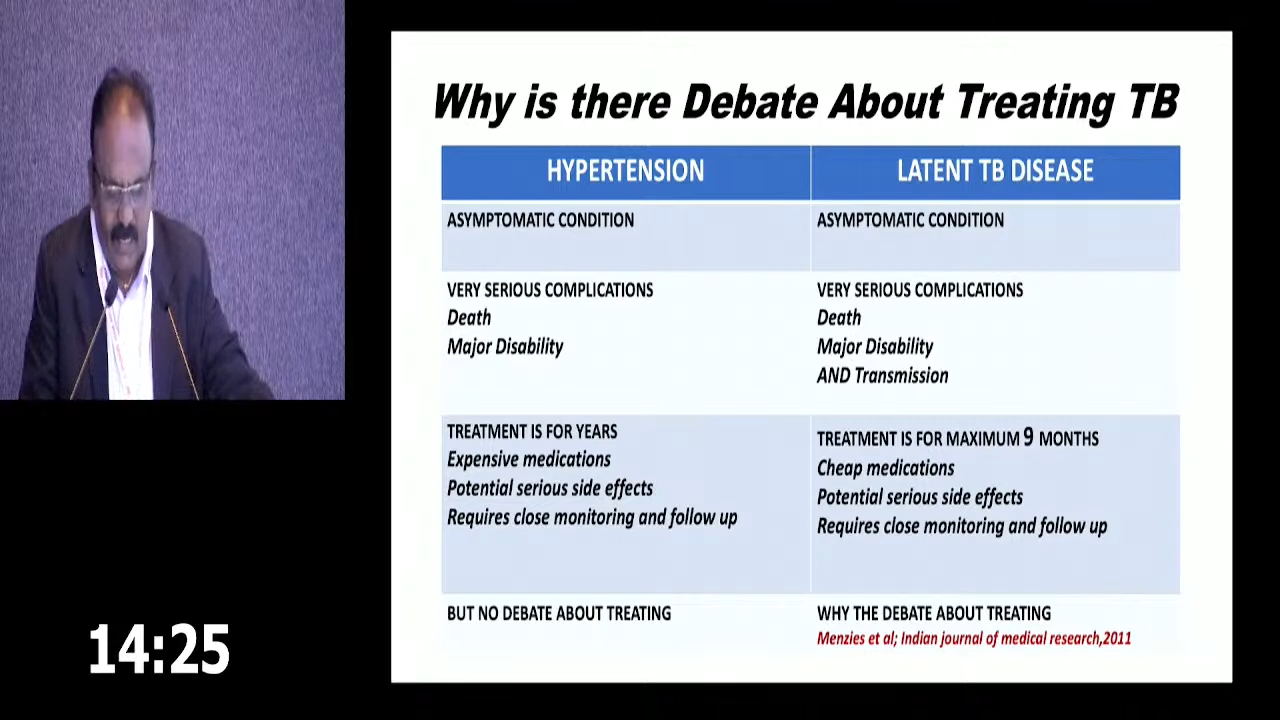 Why is there Debate About Treating TB
HYPERTENSION
LATENT TB DISEASE
ASYMPTOMATIC CONDITION
ASYMPTOMATIC CONDITION
VERY SERIOUS COMPLICATIONS
Death
Major Disability
VERY SERIOUS COMPLICATIONS
Death
Major Disability
AND Transmission
TREATMENT IS FOR YEARS
Expensive medications
Potential serious side effects
Requires close monitoring and follow up
TREATMENT IS FOR MAXIMUM 9 MONTHS
Cheap medications
Potential serious side effects
Requires close monitoring and follow up
BUT NO DEBATE ABOUT TREATING
WHY THE DEBATE ABOUT TREATING
Menzies et al; Indian journal of medical research,2011
14:25